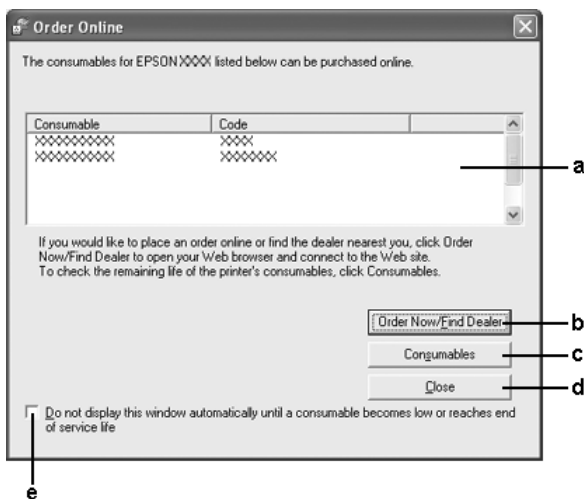 Order Online
The consumables for EPSON XXXX listed below can be purchased online.
Consumable Code
XXXXXXXXXX XXXX
XXXXXXXXXX XXXXXXX
a
If you would like to place an order online or find the dealer nearest you, click Order
Now/Find Dealer to open your Web browser and connect to the Web site.
To check the remaining life of the printer's consumables, click Consumables.
Order Now/Find Dealer
b
Consumables
c
Close
d
Do not display this window automatically until a consumable becomes low or reaches end
of service life
e